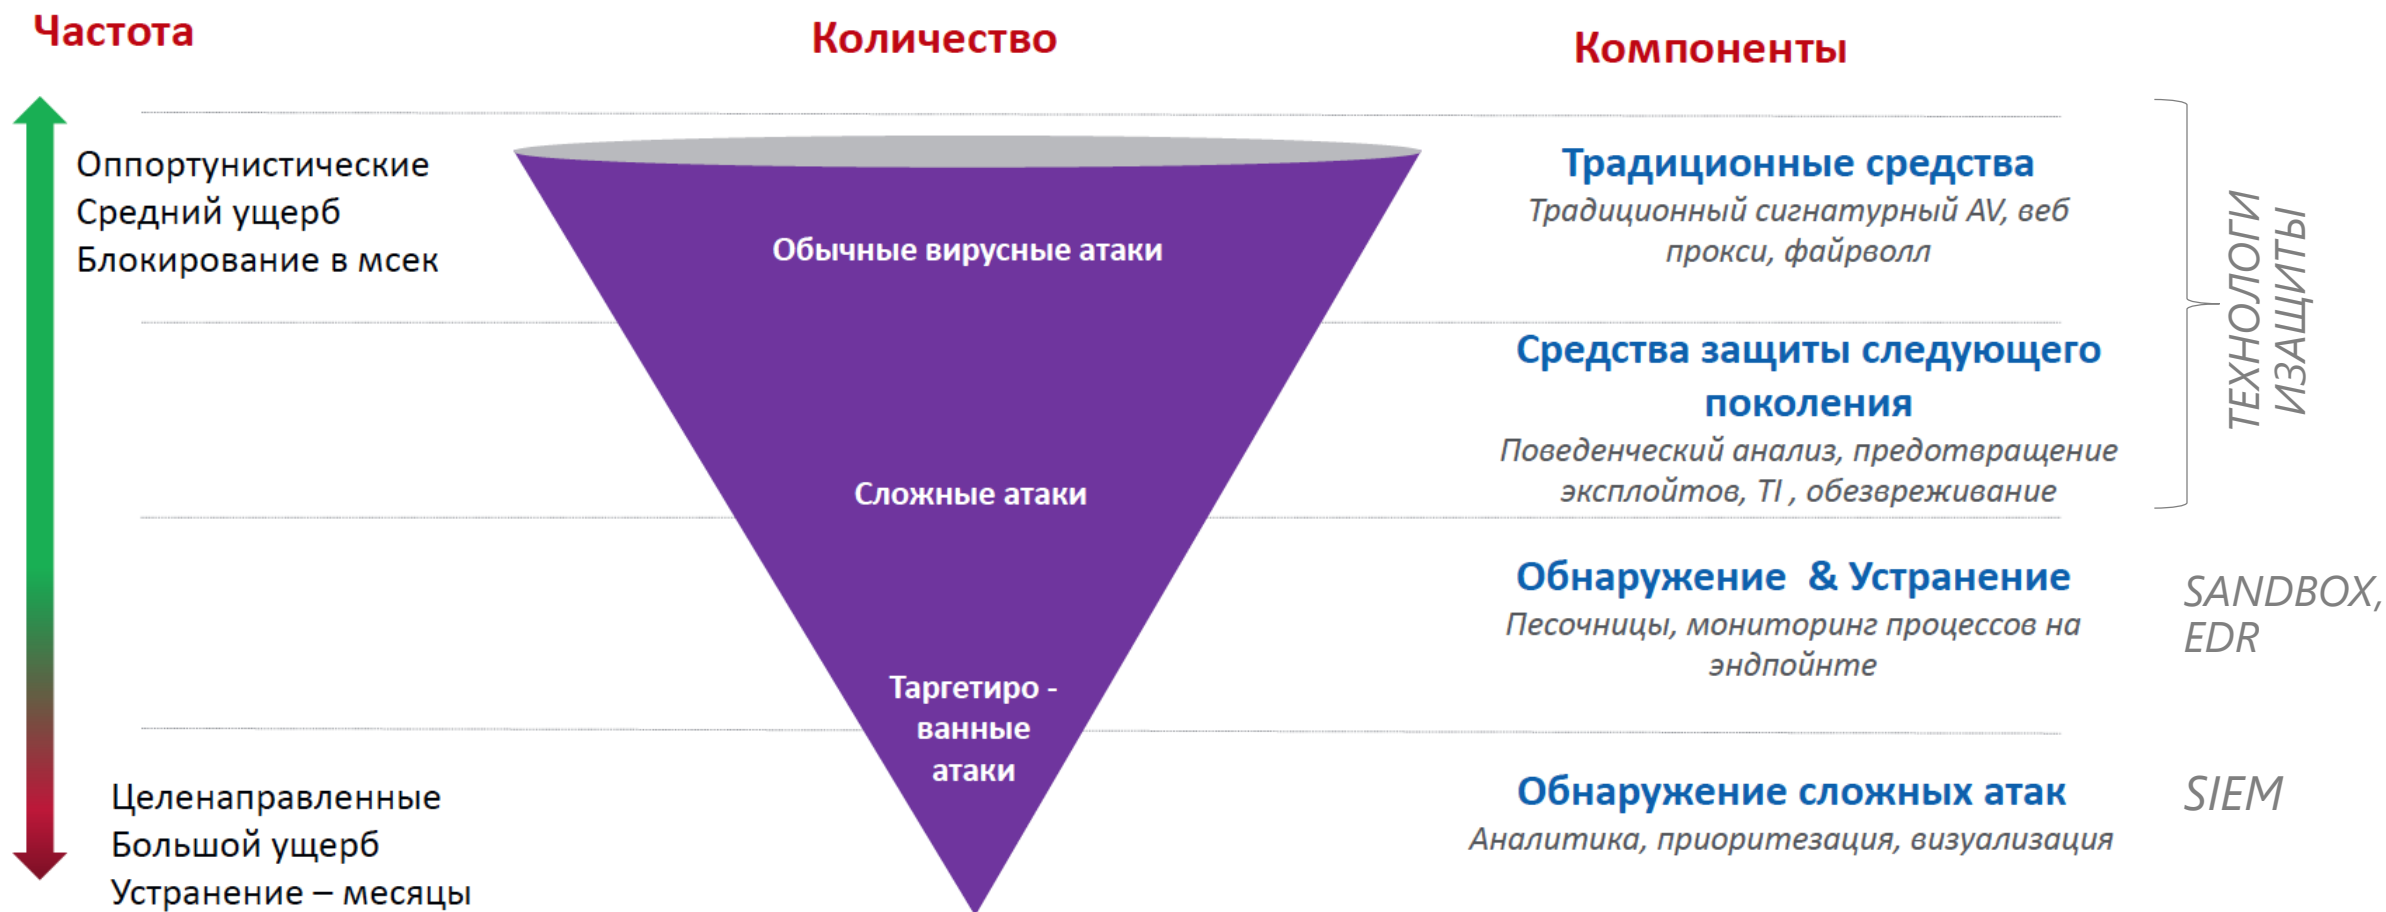 Частота
Количество
Компоненты
Оппортунистические
Средний ущерб
Блокирование в мсек
Обычные вирусные атаки
Традиционные средства
Традиционный сигнатурный AV, веб
прокси, файрволл
Средства защиты следующего
поколения
Поведенческий анализ, предотвращение
эксплойтов, TI , обезвреживание
ТЕХНОЛОГИ
ИЗАЩИТЫ
Сложные атаки
Обнаружение & Устранение
Песочницы, мониторинг процессов на
эндпойнте
SANDBOX,
EDR
Таргетиро -
ванные
атаки
Целенаправленные
Большой ущерб
Устранение – месяцы
Обнаружение сложных атак
Аналитика, приоритезация, визуализация
SIEM